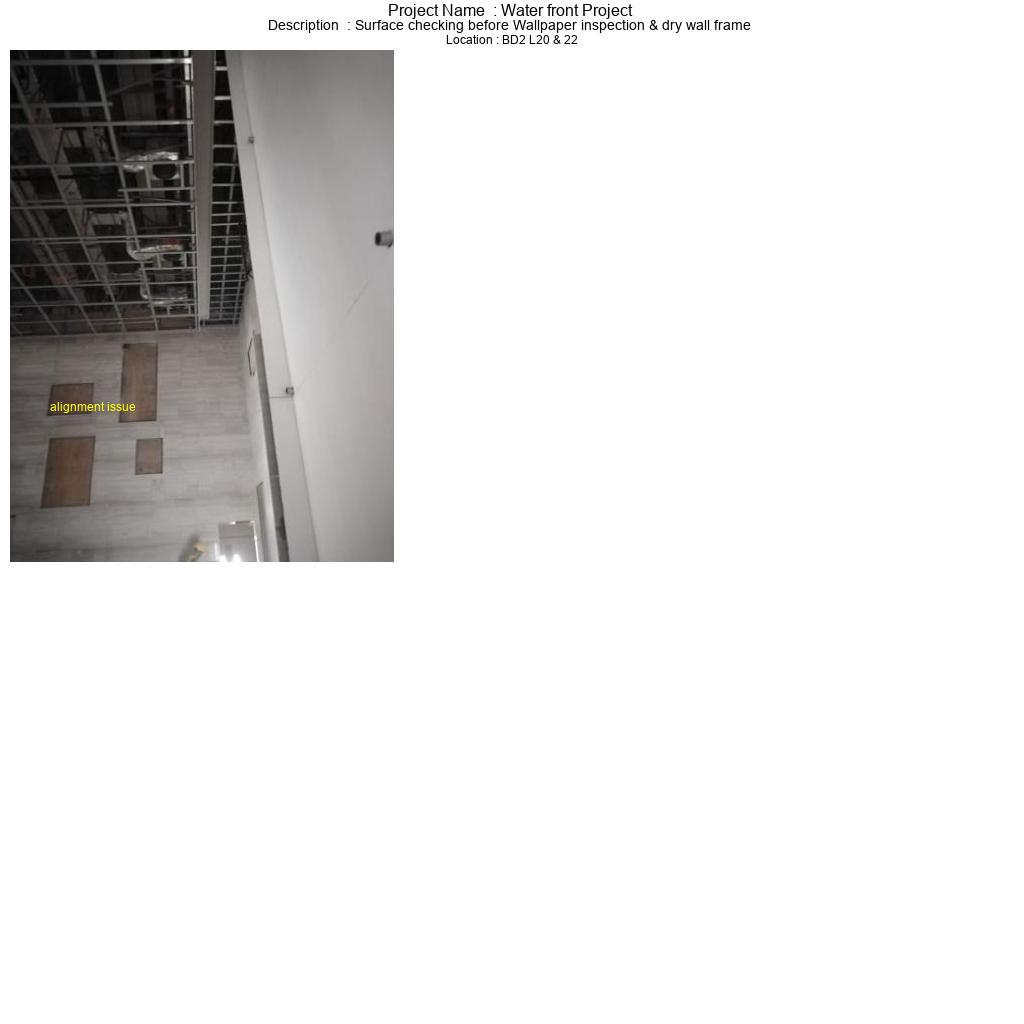 Project Name  : Water front Project
Description  : Surface checking before Wallpaper inspection & dry wall frame
Location : BD2 L20 & 22
alignment issue